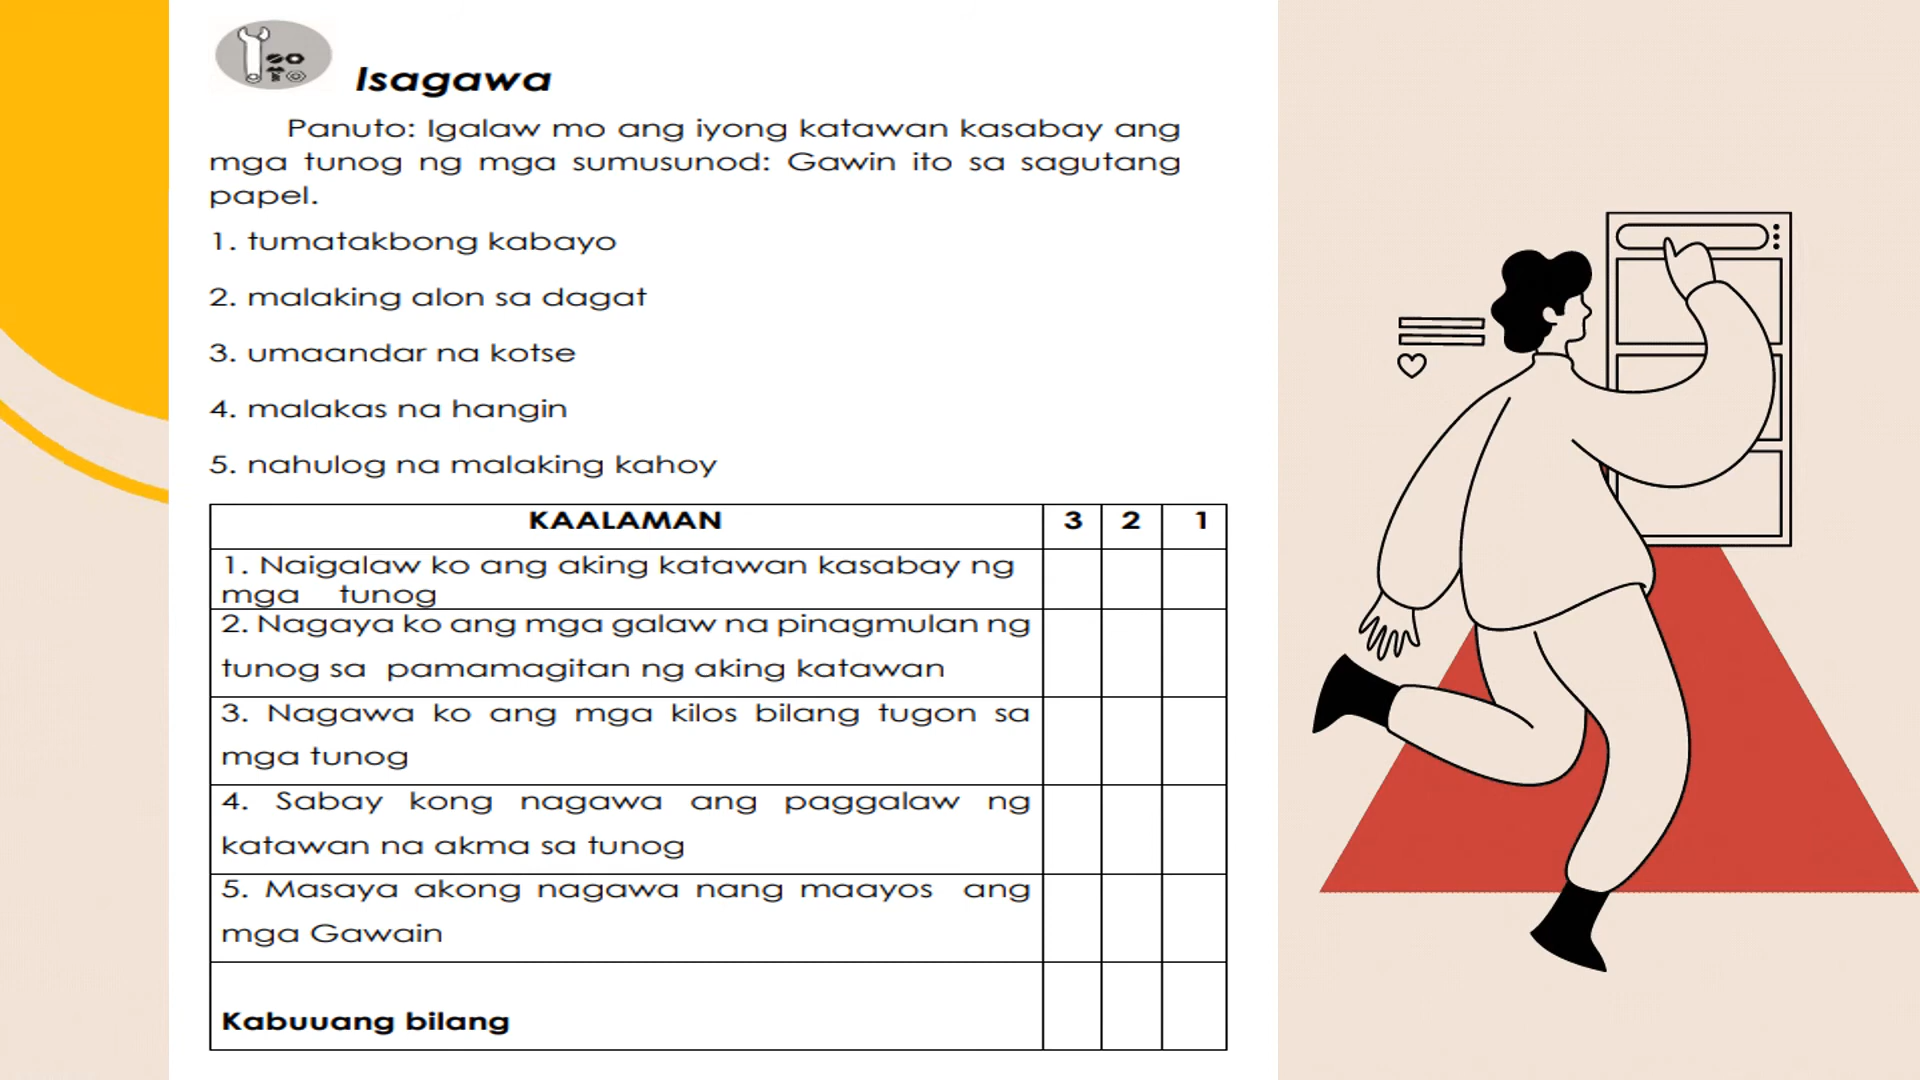 Isagawa
Panuto: Igalaw mo ang iyong katawan kasabay ang
mga tunog ng mga sumusunod: Gawin ito sa sagutang
papel.
1. tumatakbong kabayo
2. malaking alon sa dagat
3. umaandar na kotse
4. malakas na hangin
5. nahulog na malaking kahoy
KAALAMAN 3 2 1
1. Naigalaw ko ang aking katawan kasabay ng
mga tunog
2. Nagaya ko ang mga galaw na pinagmulan ng
tunog sa pamamagitan ng aking katawan
3. Nagawa ko ang mga kilos bilang tugon sa
mga tunog
4. Sabay kong nagawa ang paggalaw ng
katawan na akma sa tunog
5. Masaya akong nagawa nang maayos ang
mga Gawain
Kabuuang bilang